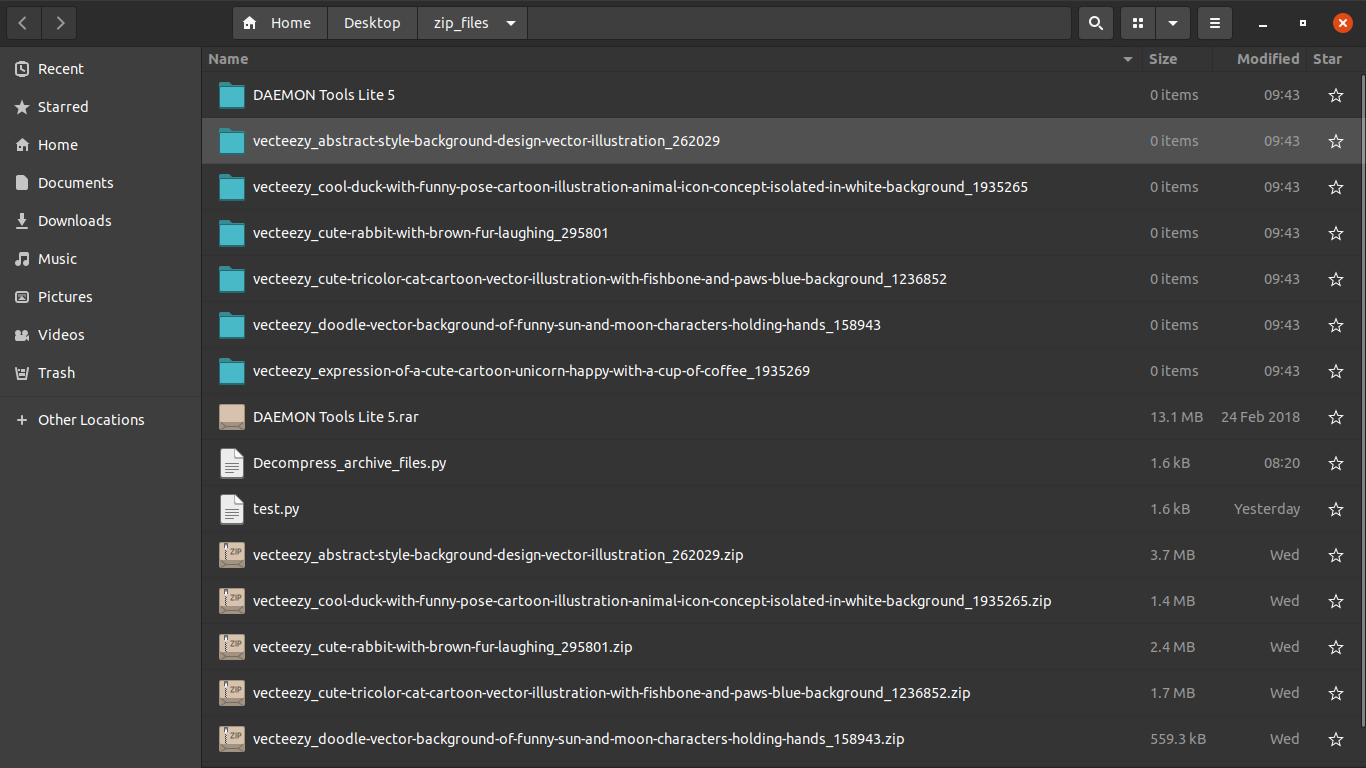 Home Desktop zip_files
Name Size Modified Star
Recent
Starred
Home
Documents
Downloads
Music
Pictures
Videos
Trash
Other Locations
DAEMON Tools Lite 5 0 items 09:43
vecteezy_abstract-style-background-design-vector-illustration_262029 0 items 09:43
vecteezy_cool-duck-with-funny-pose-cartoon-illustration-animal-icon-concept-isolated-in-white-background_1935265 0 items 09:43
vecteezy_cute-rabbit-with-brown-fur-laughing_295801 0 items 09:43
vecteezy_cute-tricolor-cat-cartoon-vector-illustration-with-fishbone-and-paws-blue-background_1236852 0 items 09:43
vecteezy_doodle-vector-background-of-funny-sun-and-moon-characters-holding-hands_158943 0 items 09:43
vecteezy_expression-of-a-cute-cartoon-unicorn-happy-with-a-cup-of-coffee_1935269 0 items 09:43
DAEMON Tools Lite 5.rar 13.1 MB 24 Feb 2018
Decompress_archive_files.py 1.6 kB 08:20
test.py 1.6 kB Yesterday
ZIP vecteezy_abstract-style-background-design-vector-illustration_262029.zip 3.7 MB Wed
ZIP vecteezy_cool-duck-with-funny-pose-cartoon-illustration-animal-icon-concept-isolated-in-white-background_1935265.zip 1.4 MB Wed
ZIP vecteezy_cute-rabbit-with-brown-fur-laughing_295801.zip 2.4 MB Wed
ZIP vecteezy_cute-tricolor-cat-cartoon-vector-illustration-with-fishbone-and-paws-blue-background_1236852.zip 1.7 MB Wed
ZIP vecteezy_doodle-vector-background-of-funny-sun-and-moon-characters-holding-hands_158943.zip 559.3 kB Wed